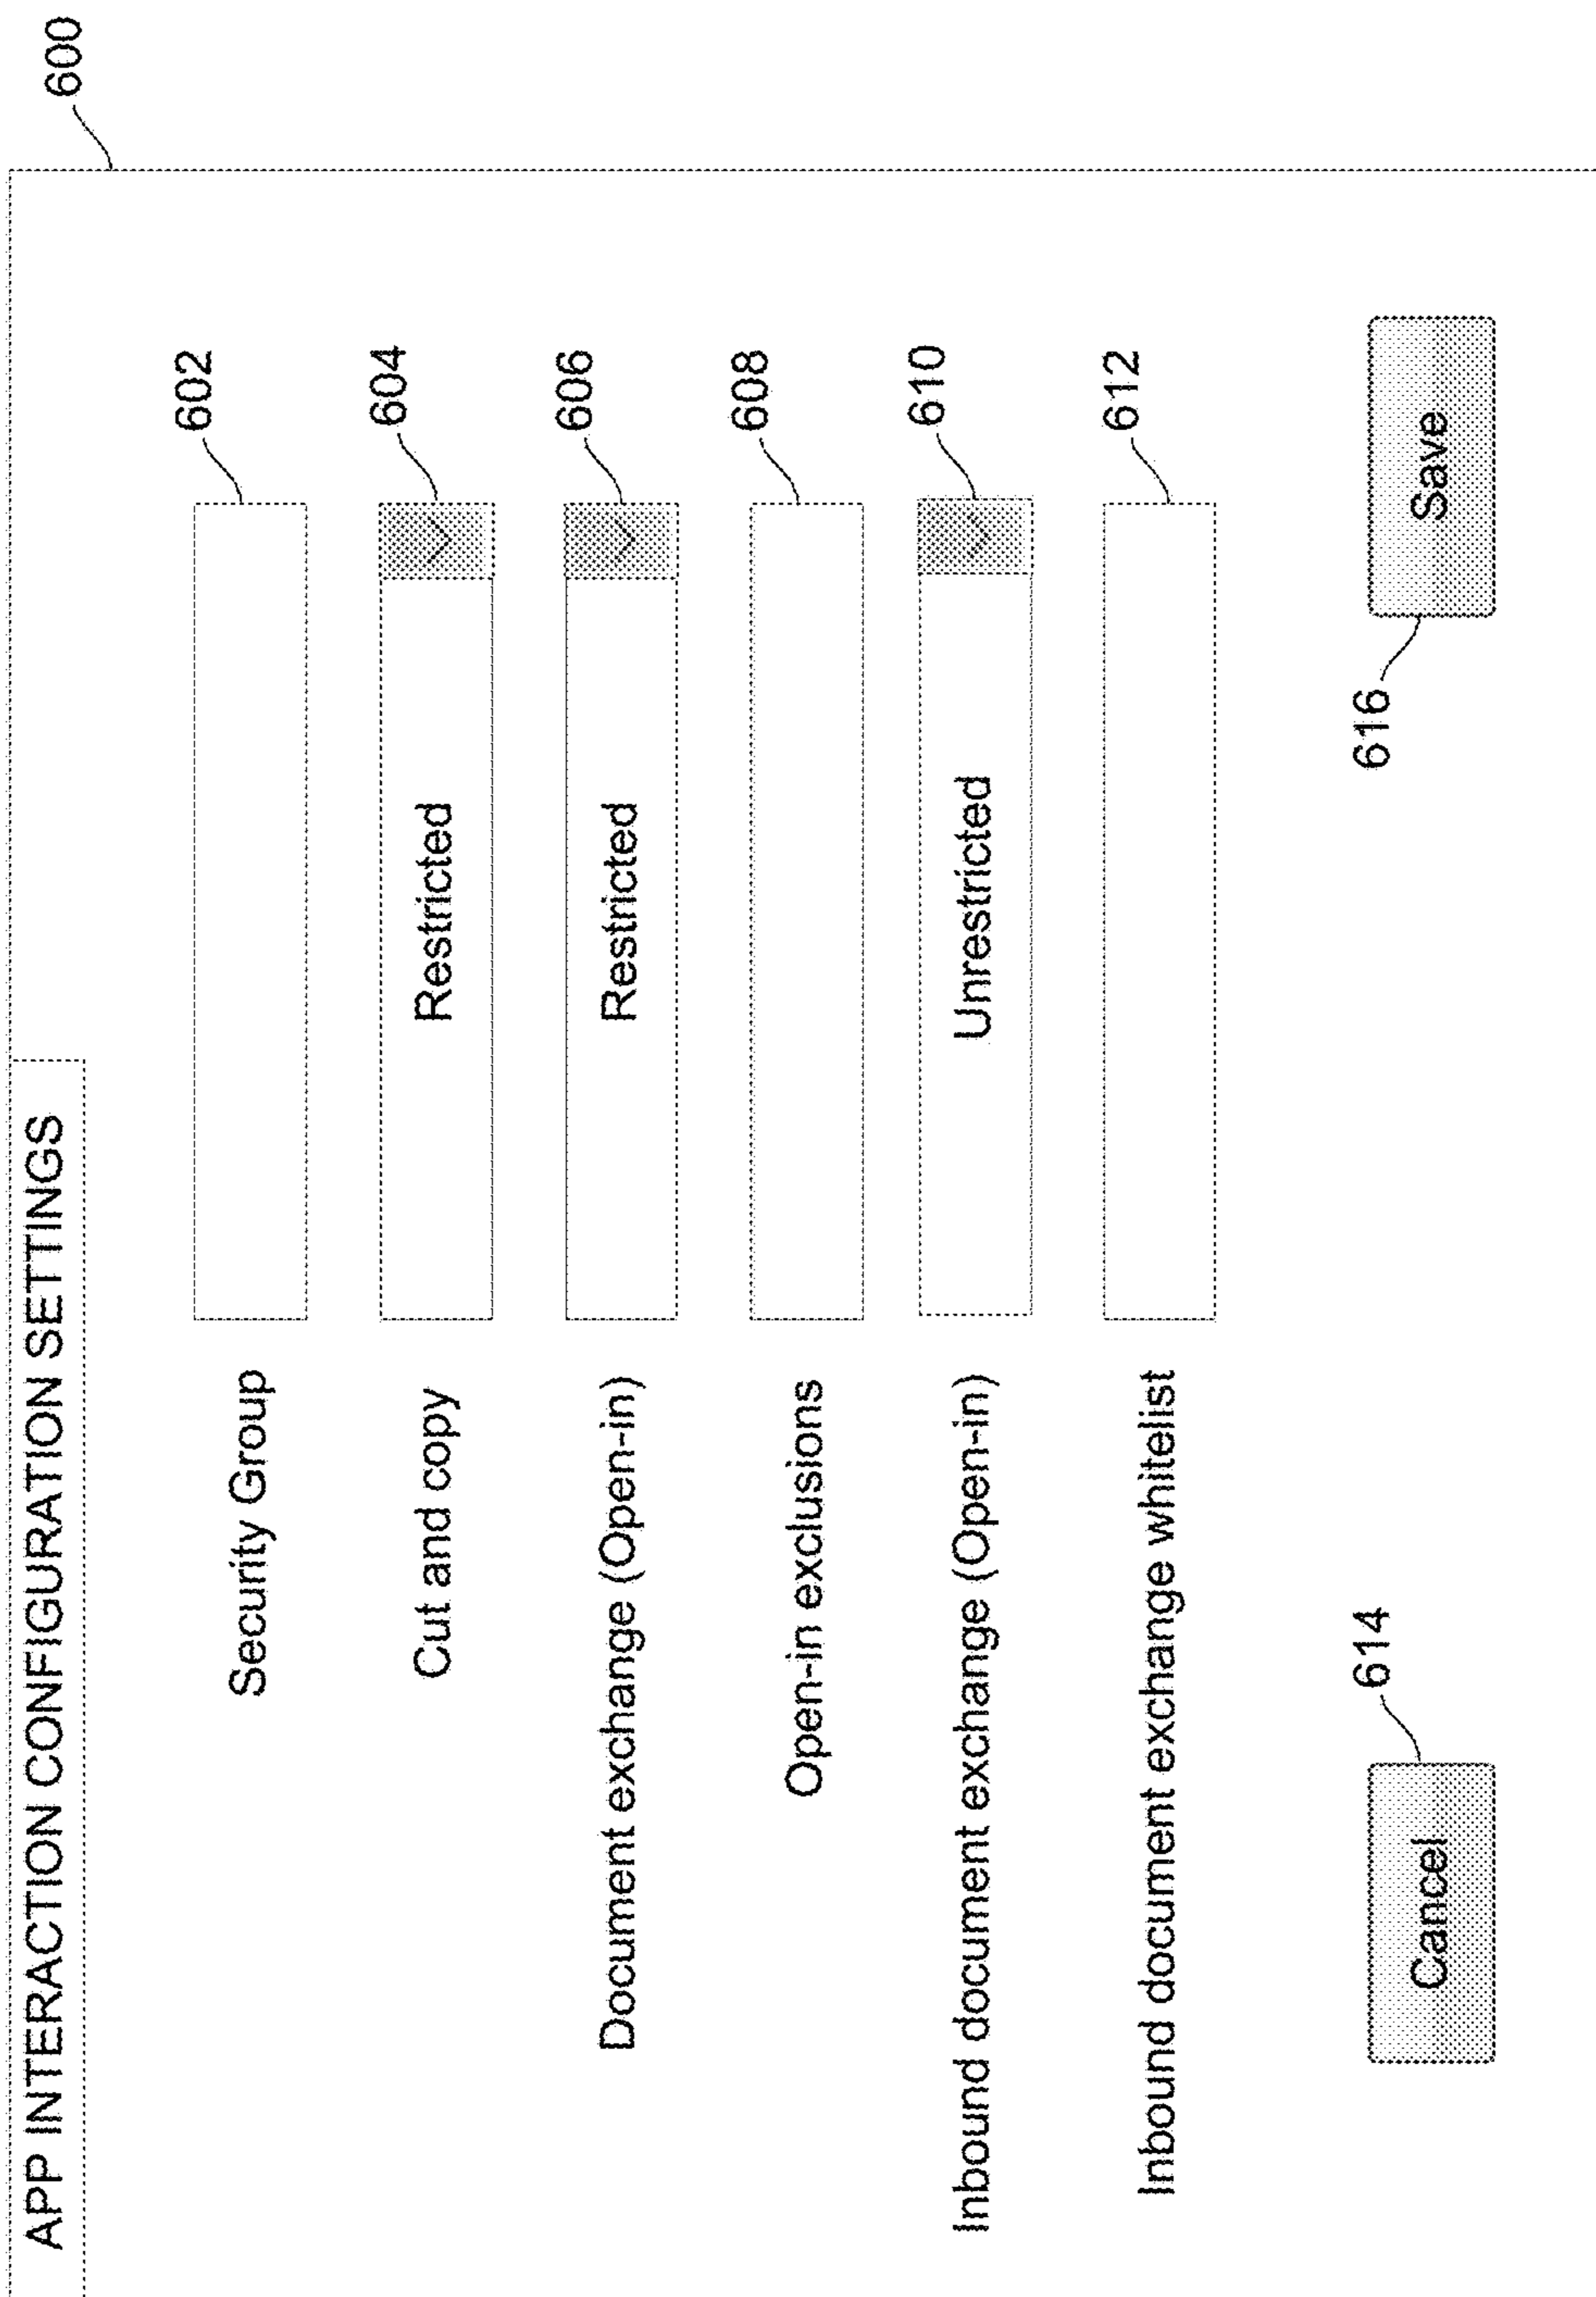 600
APP INTERACTION CONFIGURATION SETTINGS
Security Group
602
Cut and copy
Restricted
604
Document exchange (Open-in)
Restricted
606
Open-in exclusions
608
Inbound document exchange (Open-in)
Unrestricted
610
Inbound document exchange whitelist
612
Cancel
614
616
Save